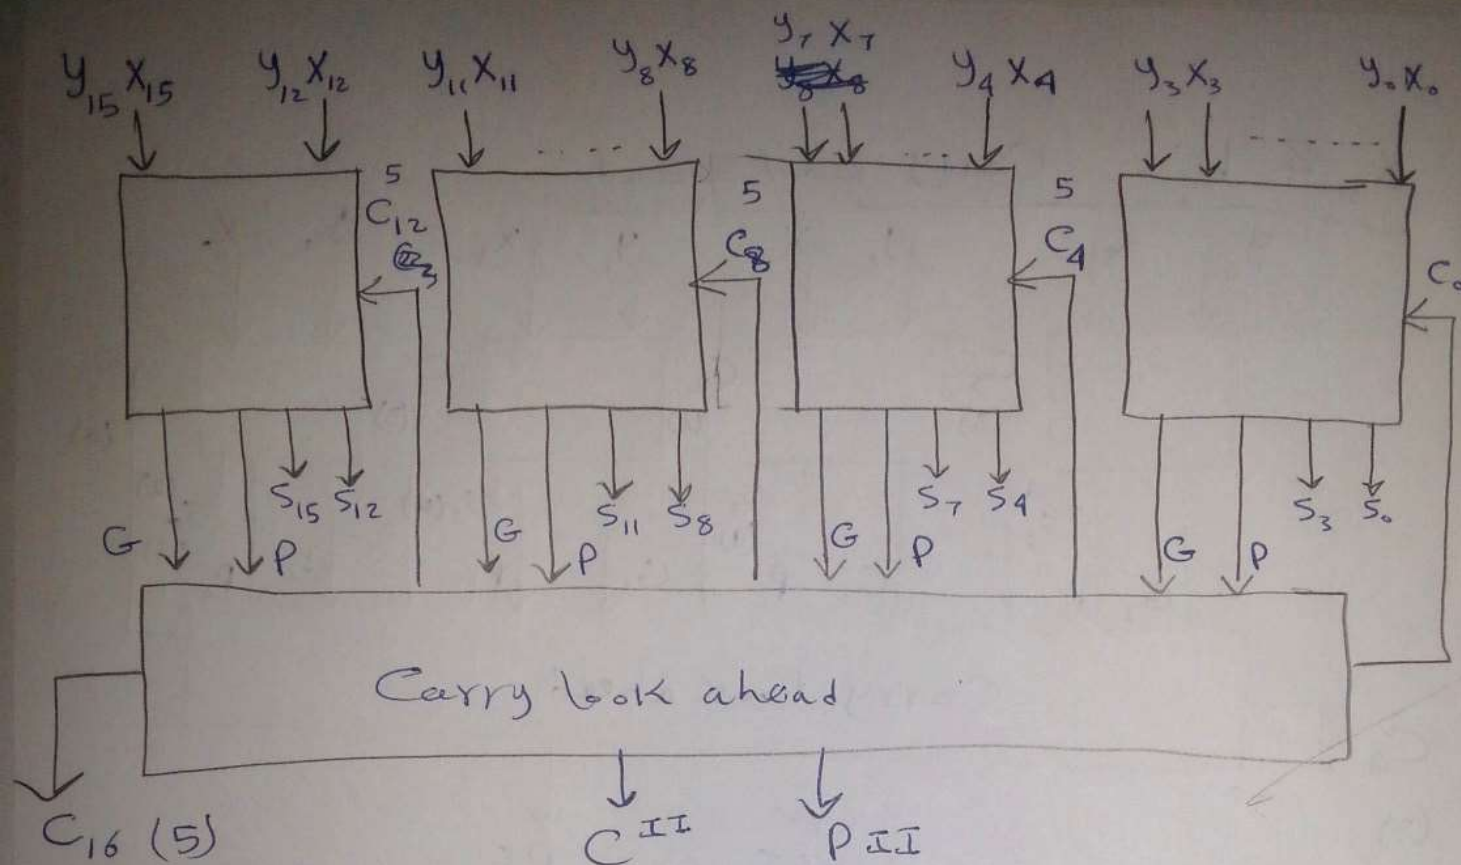 y₇ x₇
y₁₅ x₁₅ y₁₂ x₁₂ y₁₁ x₁₁ y₈ x₈ y₄ x₄ y₃ x₃ y₀ x₀
5 5 5
C₁₂ C₈ C₄ C₀
S₁₅ S₁₂ S₁₁ S₈ S₇ S₄ S₃ S₀
G P G P G P G P
Carry look ahead
C₁₆ (5) C^II P II